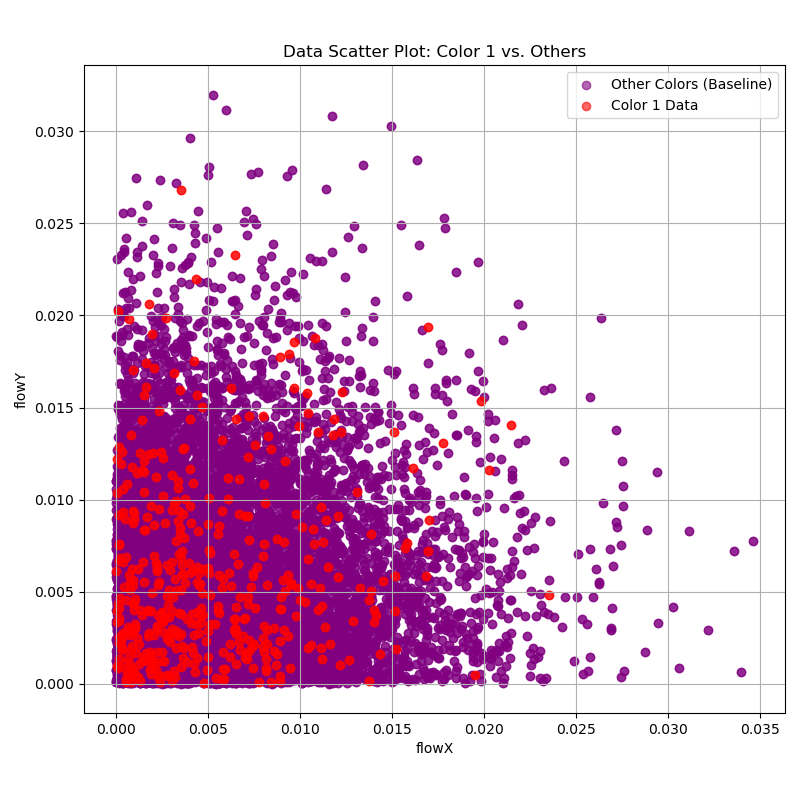 Data Scatter Plot: Color 1 vs. Others
Other Colors (Baseline)
Color 1 Data
flowY
0.030
0.025
0.020
0.015
0.010
0.005
0.000
0.000 0.005 0.010 0.015 0.020 0.025 0.030 0.035
flowX